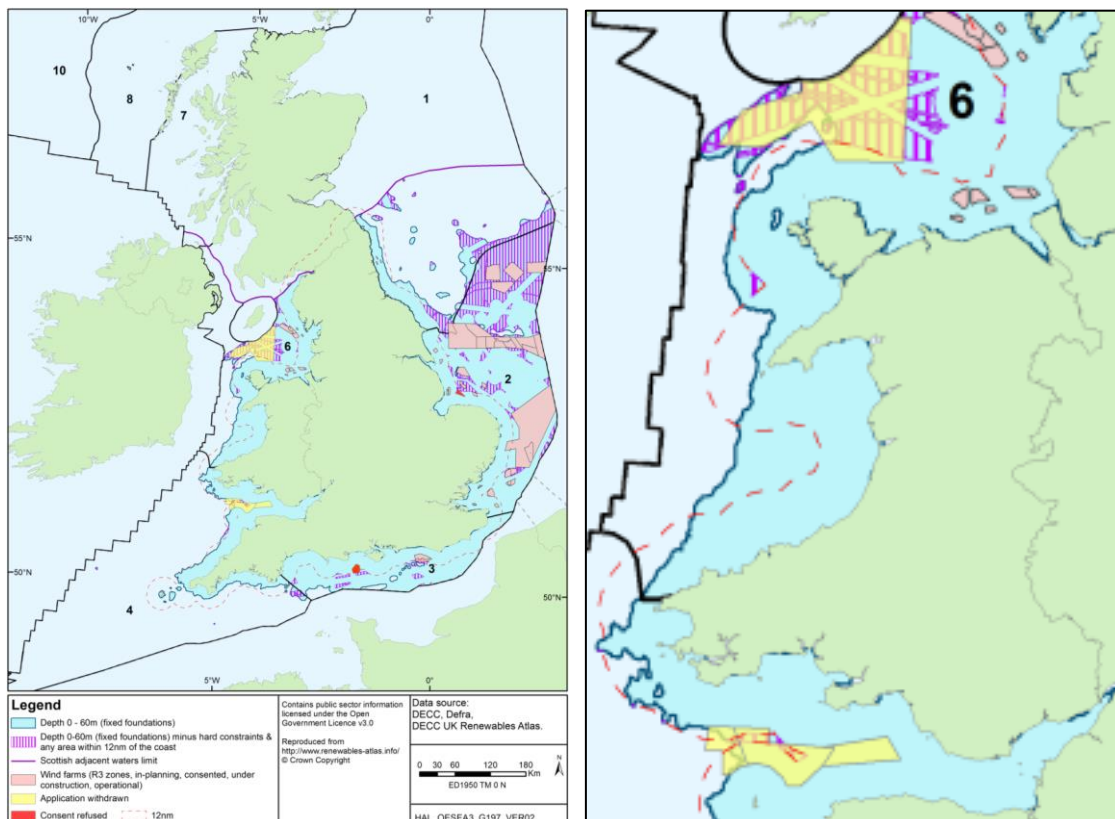 10°0'W
5°W
0°
10
8
7
1
55°N
55°N
6
2
50°N
3
50°N
4
5°W
0°
Legend
Depth 0 - 60m (fixed foundations)
Depth 0-60m (fixed foundations) minus hard constraints &
any area within 12nm of the coast
Scottish adjacent waters limit
Wind farms (R3 zones, in-planning, consented, under
construction, operational)
Application withdrawn
Consent refused
12nm
Contains public sector information
licensed under the Open
Government Licence v3.0
Reproduced from
http://www.renewables-atlas.info/
© Crown Copyright
Data source:
DECC, Defra,
DECC UK Renewables Atlas.
0 30 60 120 180
Km
N
ED1950 TM 0 N
HAL_OESEA3_G197_VER02
6